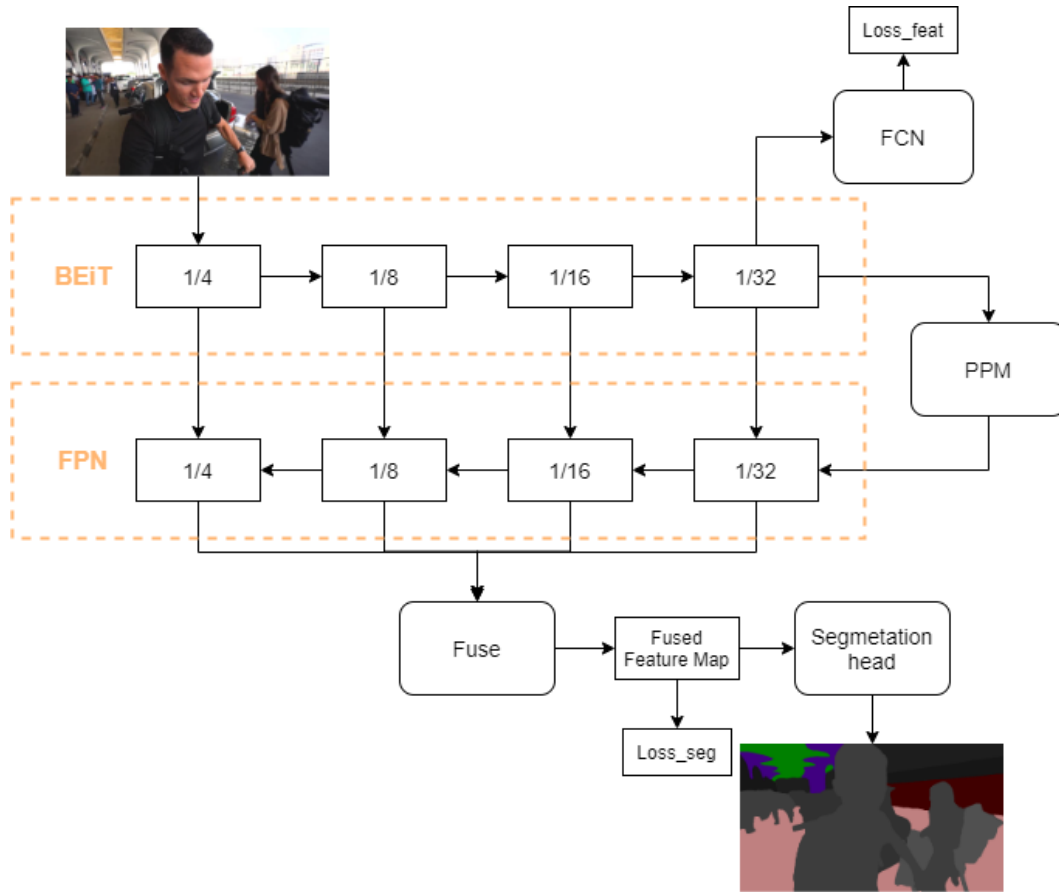 Loss_feat
FCN
BEiT
1/4
1/8
1/16
1/32
PPM
FPN
1/4
1/8
1/16
1/32
Fuse
Fused
Feature Map
Segmetation
head
Loss_seg